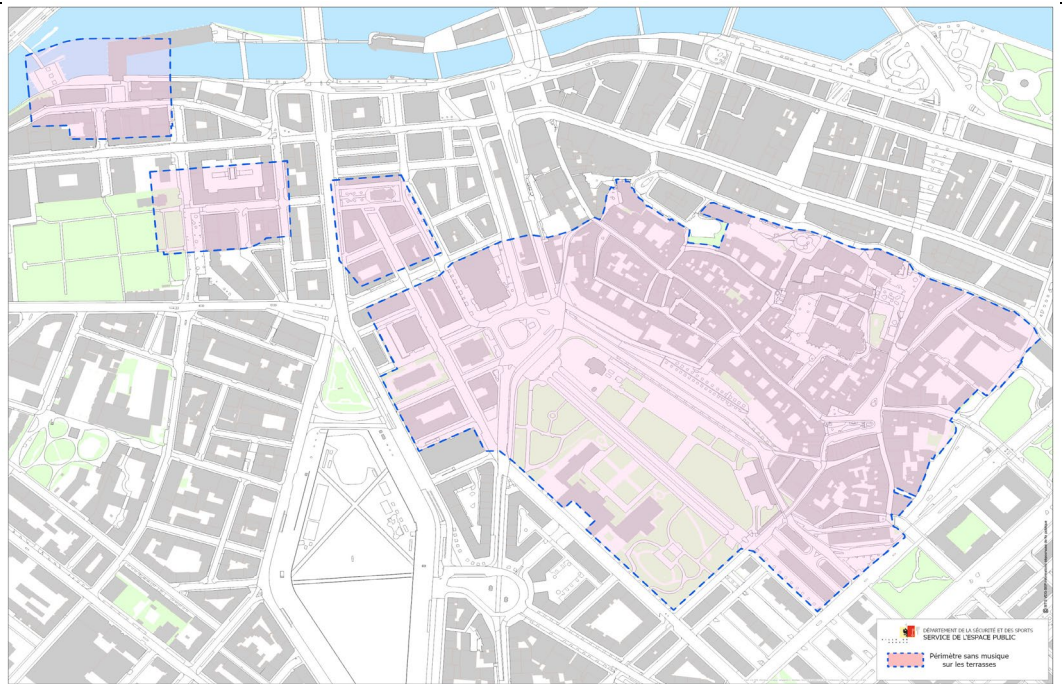 DÉPARTEMENT DE LA SÉCURITÉ ET DES SPORTS
SERVICE DE L'ESPACE PUBLIC
Périmètre sans musique
sur les terrasses